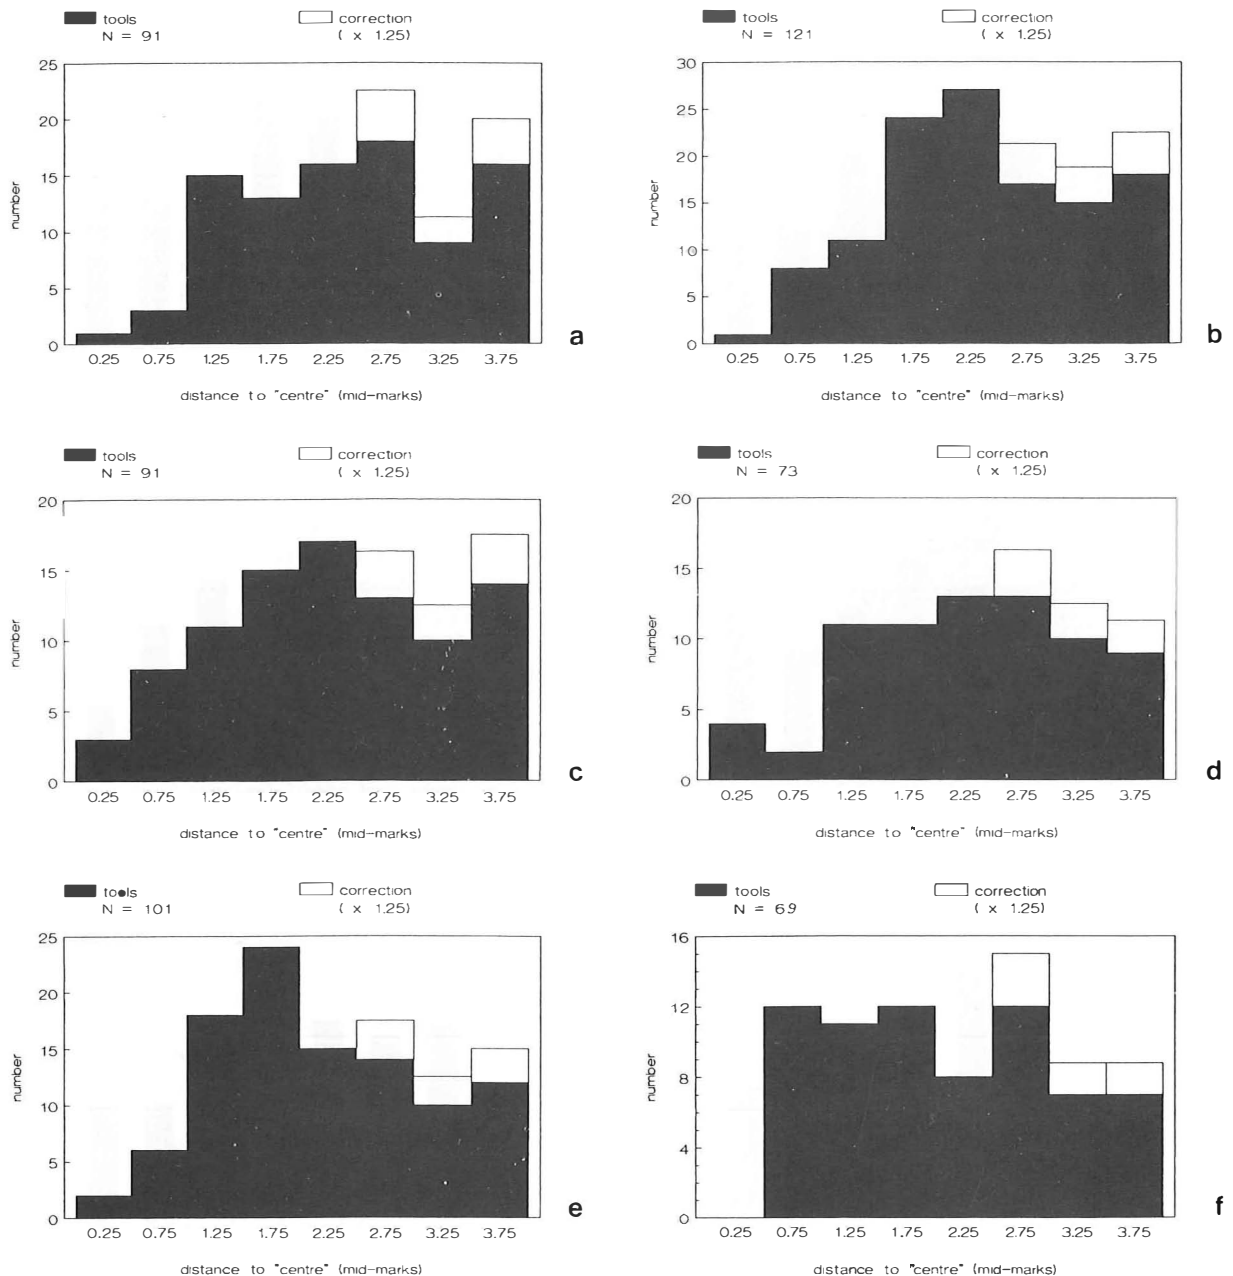 tools correction
N = 91 ( x 1.25)
25
20
15
10
5
0
number
0.25 0.75 1.25 1.75 2.25 2.75 3.25 3.75
distance to "centre" (mid-marks)
a
tools correction
N = 121 ( x 1.25)
30
25
20
15
10
5
0
number
0.25 0.75 1.25 1.75 2.25 2.75 3.25 3.75
distance to "centre" (mid-marks)
b
tools correction
N = 91 ( x 1.25)
20
15
10
5
0
number
0.25 0.75 1.25 1.75 2.25 2.75 3.25 3.75
distance to "centre" (mid-marks)
c
tools correction
N = 73 ( x 1.25)
20
15
10
5
0
number
0.25 0.75 1.25 1.75 2.25 2.75 3.25 3.75
distance to "centre" (mid-marks)
d
tools correction
N = 101 ( x 1.25)
25
20
15
10
5
0
number
0.25 0.75 1.25 1.75 2.25 2.75 3.25 3.75
distance to "centre" (mid-marks)
e
tools correction
N = 69 ( x 1.25)
16
12
8
4
0
number
0.25 0.75 1.25 1.75 2.25 2.75 3.25 3.75
distance to "centre" (mid-marks)
f